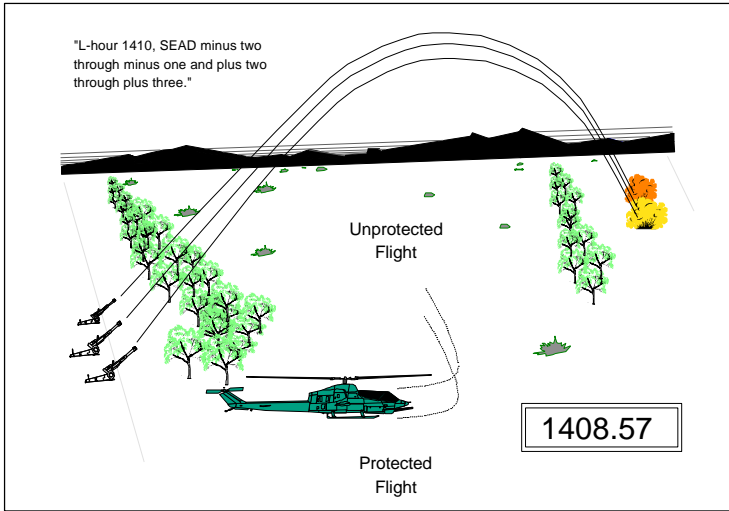 "L-hour 1410, SEAD minus two
through minus one and plus two
through plus three."
Unprotected
Flight
1408.57
Protected
Flight